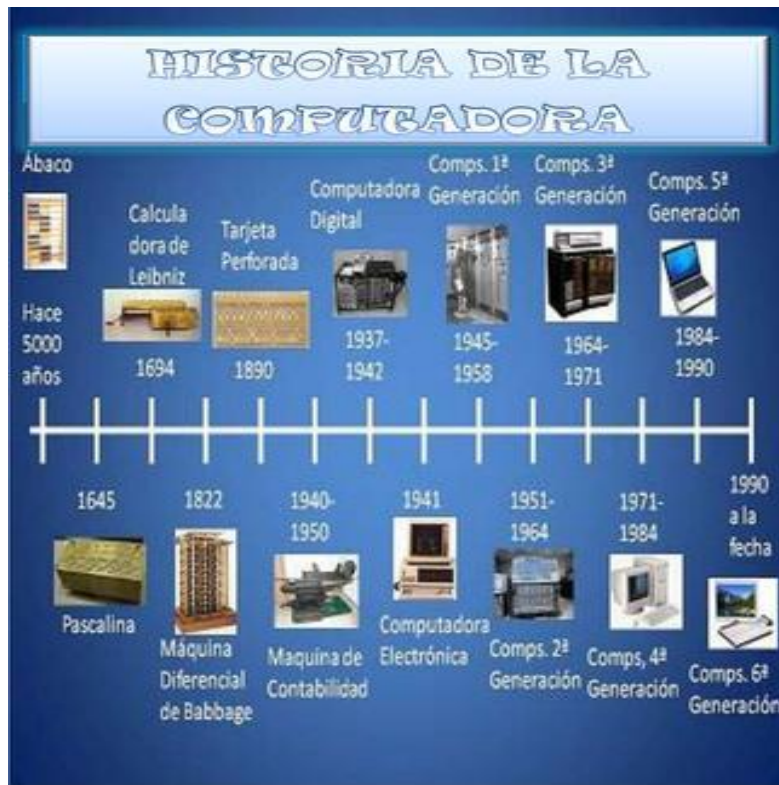 HISTORIA DE LA
COMPUTADORA
Ábaco
Hace
5000
años
Calcula
dora de
Leibniz
1694
Tarjeta
Perforada
1890
Computadora
Digital
1937-
1942
Comps. 1ª
Generación
1945-
1958
Comps. 3ª
Generación
1964-
1971
Comps. 5ª
Generación
1984-
1990
1645
Pascalina
1822
Máquina
Diferencial
de Babbage
1940-
1950
Maquina de
Contabilidad
1941
Computadora
Electrónica
1951-
1964
Comps. 2ª
Generación
1971-
1984
Comps, 4ª
Generación
1990
a la
fecha
Comps. 6ª
Generación